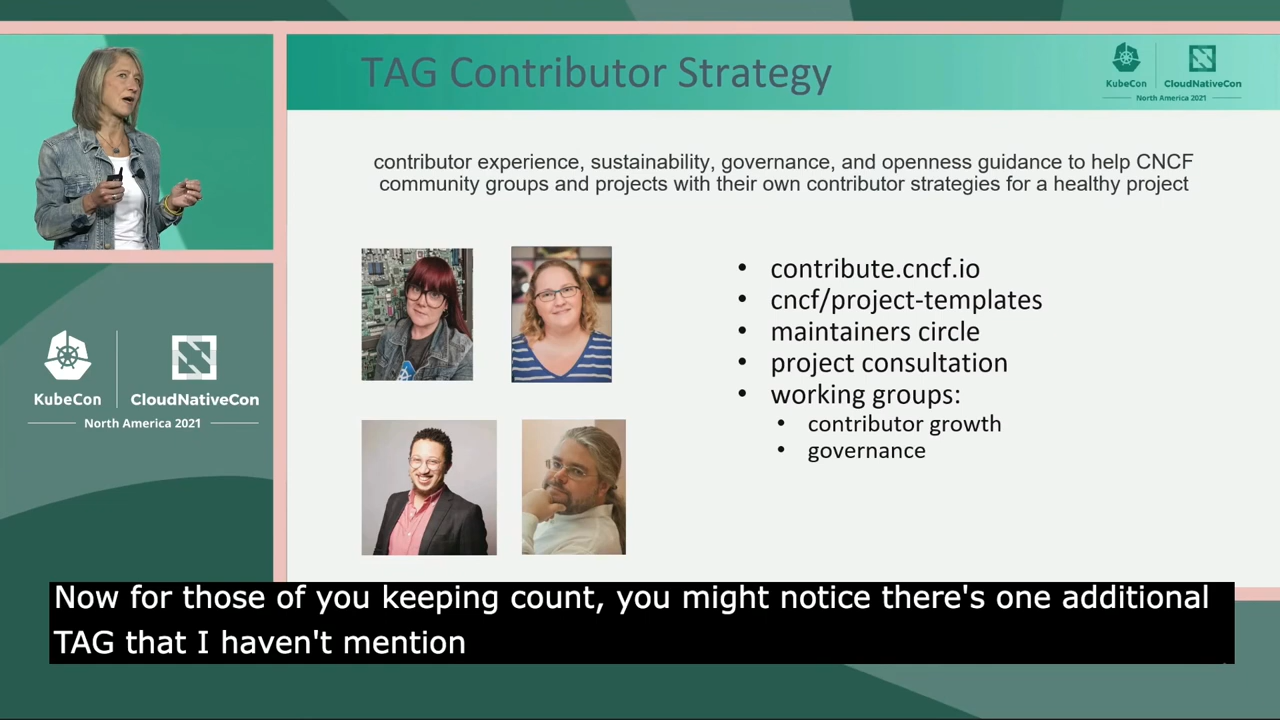 TAG Contributor Strategy
KubeCon
CloudNativeCon
North America 2021
contributor experience, sustainability, governance, and openness guidance to help CNCF
community groups and projects with their own contributor strategies for a healthy project
• contribute.cncf.io
• cncf/project-templates
• maintainers circle
• project consultation
• working groups:
• contributor growth
• governance
KubeCon
CloudNativeCon
North America 2021
Now for those of you keeping count, you might notice there's one additional
TAG that I haven't mention